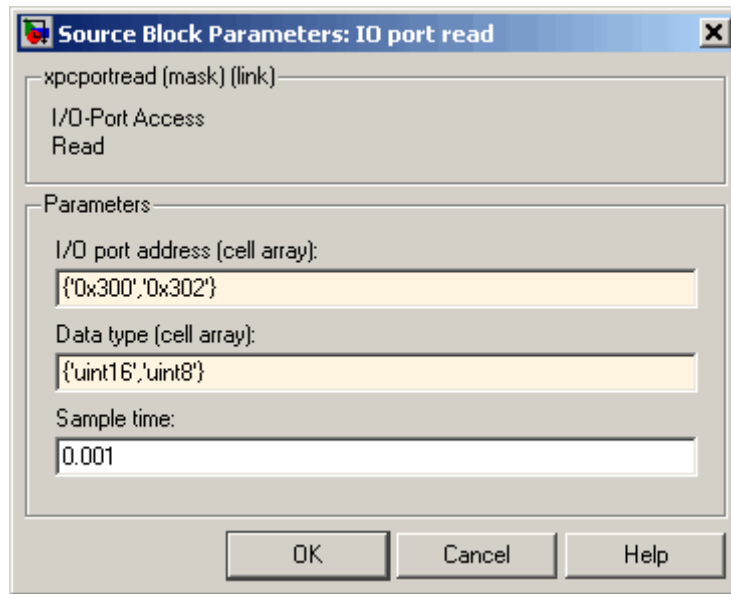 Source Block Parameters: IO port read
xpcportread (mask) (link)
I/O-Port Access
Read
Parameters
I/O port address (cell array):
{'0x300','0x302'}
Data type (cell array):
{'uint16','uint8'}
Sample time:
0.001
OK Cancel Help